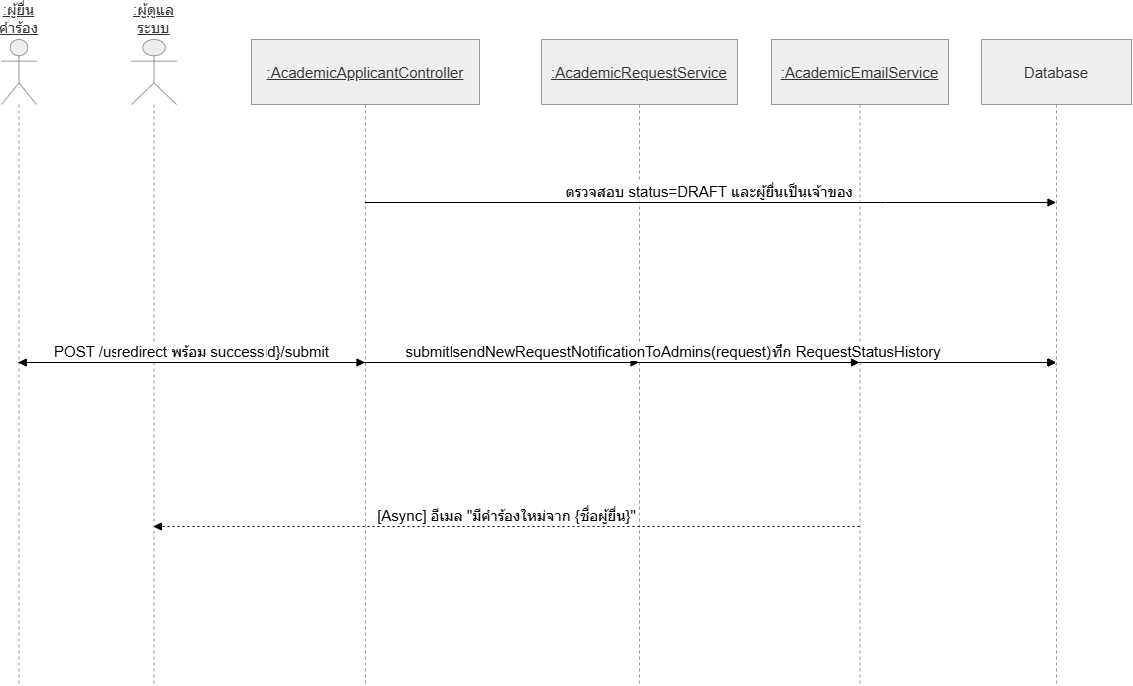 :ผู้ยื่น
คำร้อง
:ผู้ดูแล
ระบบ
:AcademicApplicantController
:AcademicRequestService
:AcademicEmailService
Database
ตรวจสอบ status=DRAFT และผู้ยื่นเป็นเจ้าของ
POST /usredirect พร้อม successid}/submit
submitsendNewRequestNotificationToAdmins(request)ทึก RequestStatusHistory
[Async] อีเมล "มีคำร้องใหม่จาก {ชื่อผู้ยื่น}"